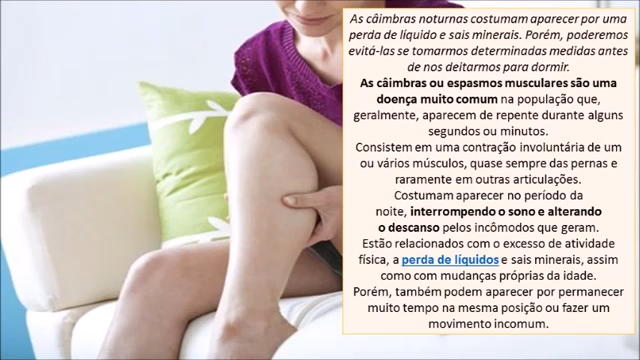 As câimbras noturnas costumam aparecer por uma
perda de líquido e sais minerais. Porém, poderemos
evitá-las se tomarmos determinadas medidas antes
de nos deitarmos para dormir.
As câimbras ou espasmos musculares são uma
doença muito comum na população que,
geralmente, aparecem de repente durante alguns
segundos ou minutos.
Consistem em uma contração involuntária de um
ou vários músculos, quase sempre das pernas e
raramente em outras articulações.
Costumam aparecer no período da
noite, interrompendo o sono e alterando
o descanso pelos incômodos que geram.
Estão relacionados com o excesso de atividade
física, a perda de líquidos e sais minerais, assim
como com mudanças próprias da idade.
Porém, também podem aparecer por permanecer
muito tempo na mesma posição ou fazer um
movimento incomum.